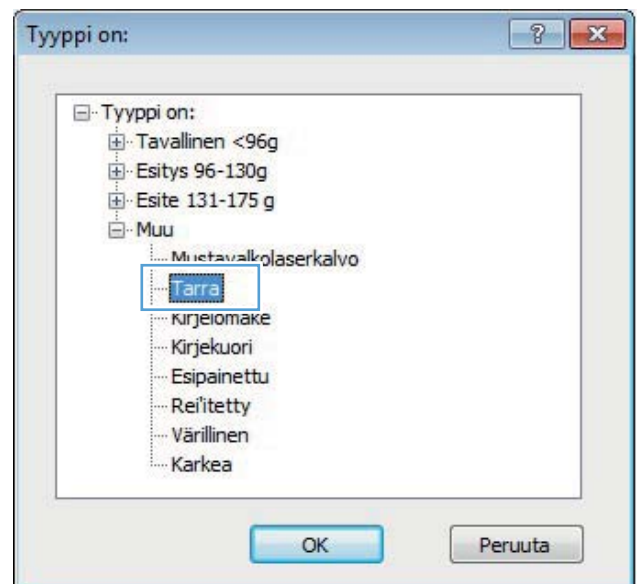 Tyyppi on:
Tyyppi on:
Tavallinen <96g
Esitys 96-130g
Esite 131-175 g
Muu
Mustavalkolaserkalvo
Tarra
Kirjelomake
Kirjekuori
Esipainettu
Rei'itetty
Värillinen
Karkea
OK Peruuta